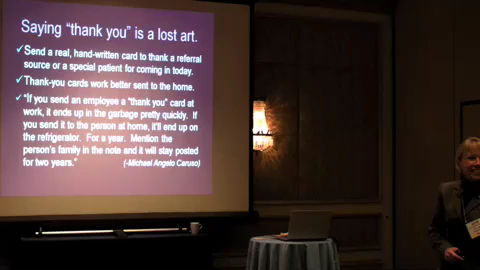 Saying “thank you” is a lost art.
✓Send a real, hand-written card to thank a referral
source or a special patient for coming in today.
✓Thank-you cards work better sent to the home.
✓“If you send an employee a “thank you” card at
work, it ends up in the garbage pretty quickly. If
you send it to the person at home, it’ll end up on
the refrigerator. For a year. Mention the
person’s family in the note and it will stay posted
for two years.” (-Michael Angelo Caruso)